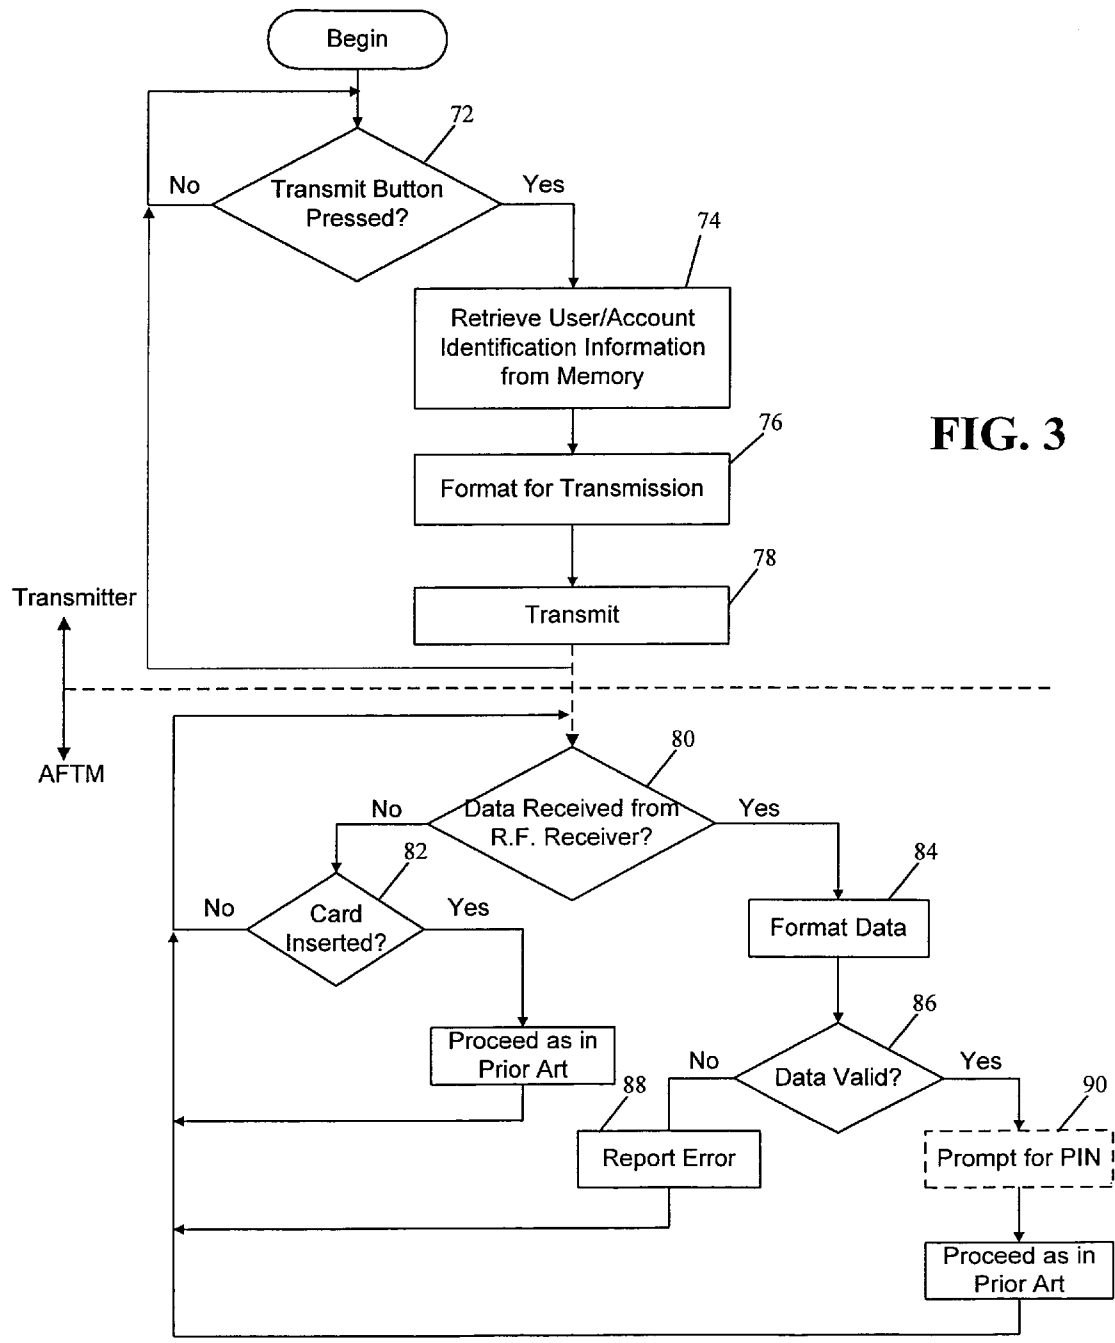 Begin
72
No
Transmit Button
Pressed?
Yes
74
Retrieve User/Account
Identification Information
from Memory
76
FIG. 3
Format for Transmission
78
Transmitter
Transmit
AFTM
80
No
Data Received from
R.F. Receiver?
Yes
82
84
No
Card
Inserted?
Yes
Format Data
86
Proceed as in
Prior Art
No
Data Valid?
Yes
88
90
Report Error
Prompt for PIN
Proceed as in
Prior Art